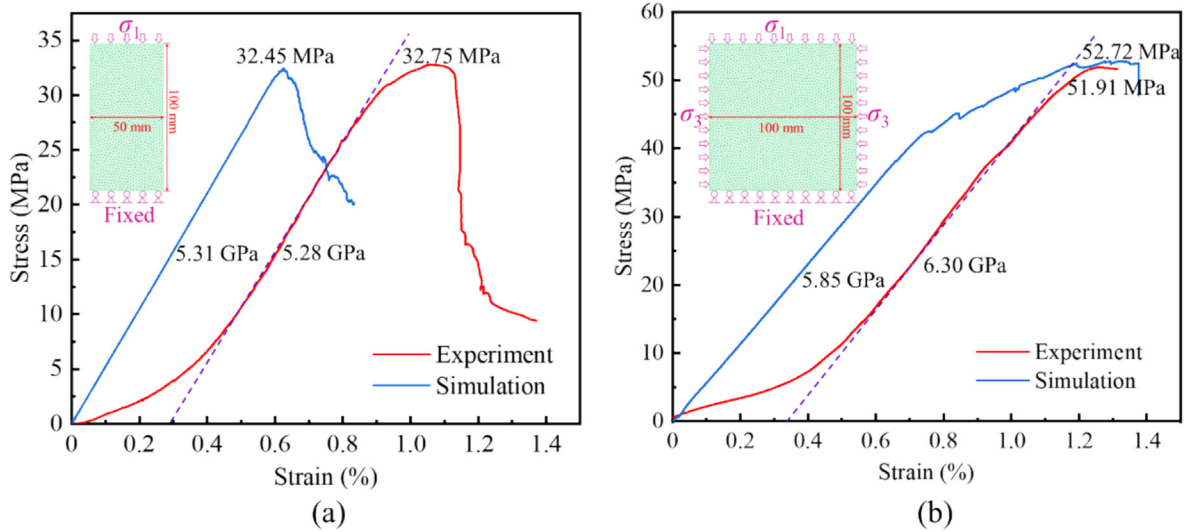 σ1
50 mm
100 mm
Fixed
32.45 MPa
32.75 MPa
5.31 GPa
5.28 GPa
Experiment
Simulation
35
30
25
20
15
10
5
0
Stress (MPa)
0
0.2
0.4
0.6
0.8
1.0
1.2
1.4
Strain (%)
(a)
σ1
σ3
σ3
100 mm
100 mm
Fixed
52.72 MPa
51.91 MPa
5.85 GPa
6.30 GPa
Experiment
Simulation
60
50
40
30
20
10
0
Stress (MPa)
0
0.2
0.4
0.6
0.8
1.0
1.2
1.4
Strain (%)
(b)